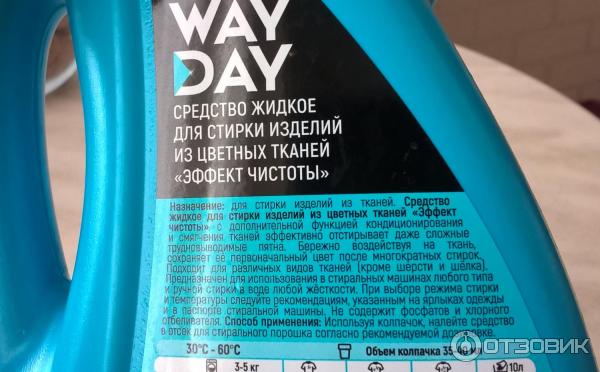 WAY
DAY
СРЕДСТВО ЖИДКОЕ
ДЛЯ СТИРКИ ИЗДЕЛИЙ
ИЗ ЦВЕТНЫХ ТКАНЕЙ
«ЭФФЕКТ ЧИСТОТЫ»
Назначение: для стирки изделий из тканей. Средство
жидкое для стирки изделий из цветных тканей «Эффект
чистоты» с дополнительной функцией кондиционирования
и смягчения тканей эффективно отстирывает даже сложные
трудновыводимые пятна. Бережно воздействуя на ткань,
сохраняет её первоначальный цвет после многократных стирок.
Подходит для различных видов тканей (кроме шерсти и шёлка).
Предназначен для использования в стиральных машинах любого типа
и ручной стирки в воде любой жёсткости. При выборе режима стирки
и температуры следуйте рекомендациям, указанным на ярлыках одежды
и в паспорте стиральной машины. Не содержит фосфатов и хлорного
отбеливателя. Способ применения: Используя колпачок, налейте средство
в отсек для стирального порошка согласно рекомендуемой дозировке.
30°C - 60°C Объем колпачка 35-40 мл
3-5 кг 10л
ОТЗОВИК